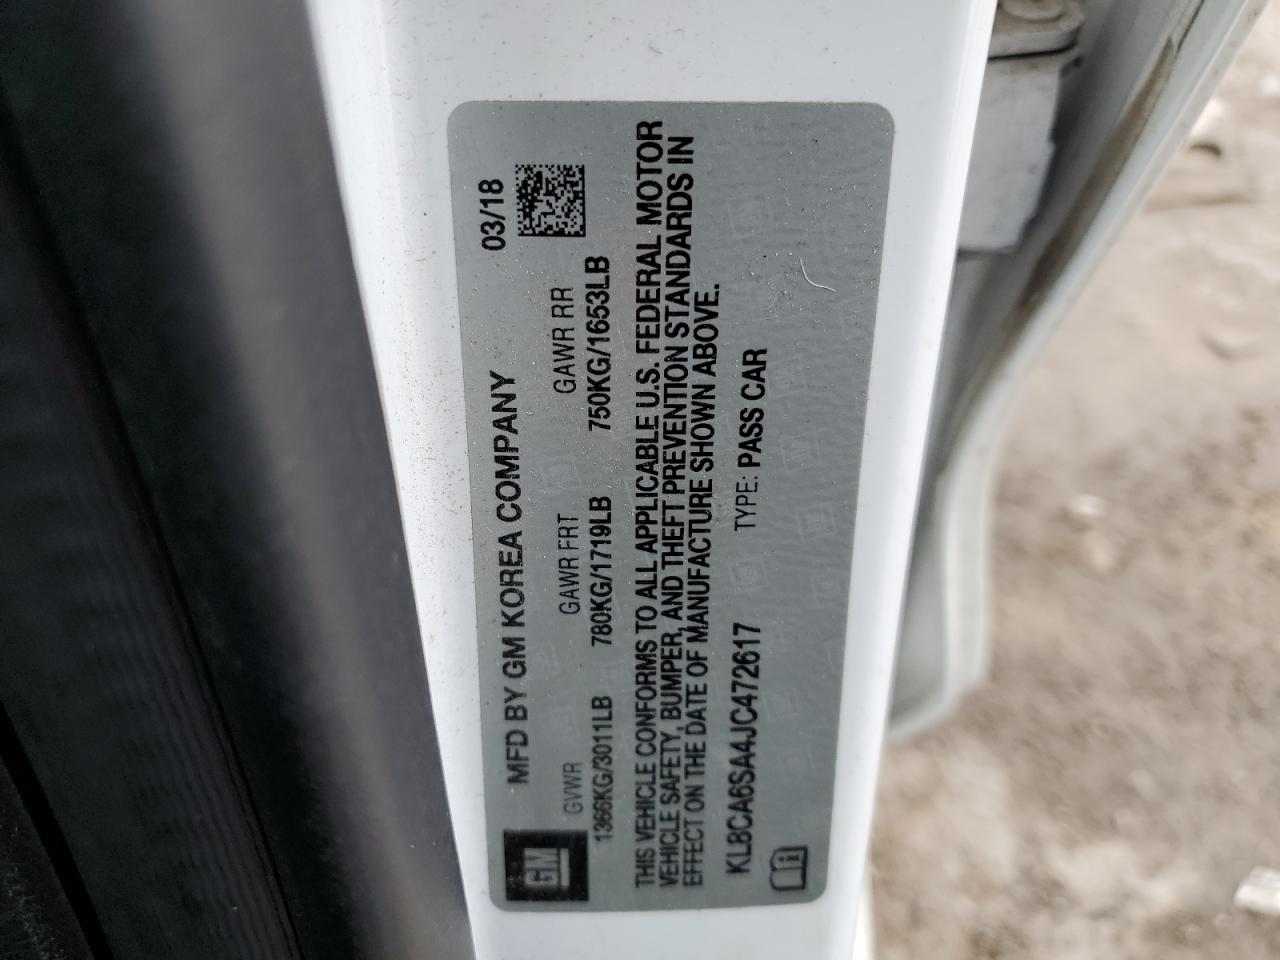 MFD BY GM KOREA COMPANY 03/18
GM
GVWR GAWR FRT GAWR RR
1366KG/3011LB 780KG/1719LB 750KG/1653LB
THIS VEHICLE CONFORMS TO ALL APPLICABLE U.S. FEDERAL MOTOR
VEHICLE SAFETY, BUMPER, AND THEFT PREVENTION STANDARDS IN
EFFECT ON THE DATE OF MANUFACTURE SHOWN ABOVE.
KL8CA6SA4JC472617 TYPE: PASS CAR